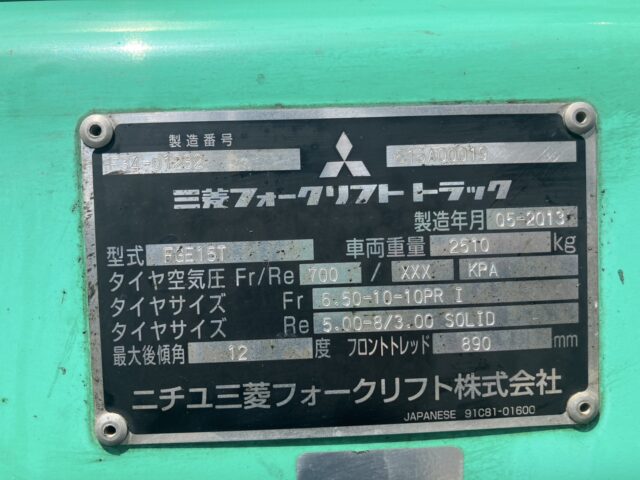 製造番号
三菱フォークリフト トラック
製造年月 05-2013
型式 FGE15T 車両重量 2510 kg
タイヤ空気圧 Fr/Re 700 / XXX KPA
タイヤサイズ Fr 6.50-10-10PR I
タイヤサイズ Re 5.00-8/3.00 SOLID
最大後傾角 12 度 フロントトレッド 890 mm
ニチユ三菱フォークリフト株式会社
JAPANESE 91C81-01600